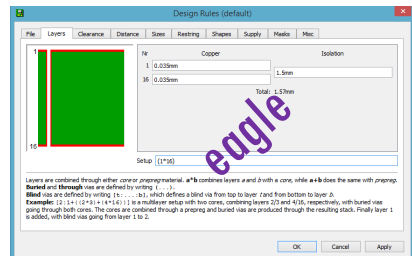 Design Rules (default)
File Layers Clearance Distance Sizes Restring Shapes Supply Masks Misc
Nr Copper Isolation
1
1 0.035mm
1.5mm
16 0.035mm
Total: 1.57mm
eagle
16
Setup (1*16)
Layers are combined through either core or prepreg material. a*b combines layers a and b with a core, while a+b does the same with prepreg.
Buried and through vias are defined by writing (...).
Blind vias are defined by writing [t:...:b], which defines a blind via from top to layer t and from bottom to layer b.
Example: [2:1+((2*3)+(4*16))] is a multilayer setup with two cores, combining layers 2/3 and 4/16, respectively, with buried vias
going through both cores. The cores are combined through a prepreg and buried vias are produced through the resulting stack. Finally layer 1
is added, with blind vias going from layer 1 to 2.
OK Cancel Apply